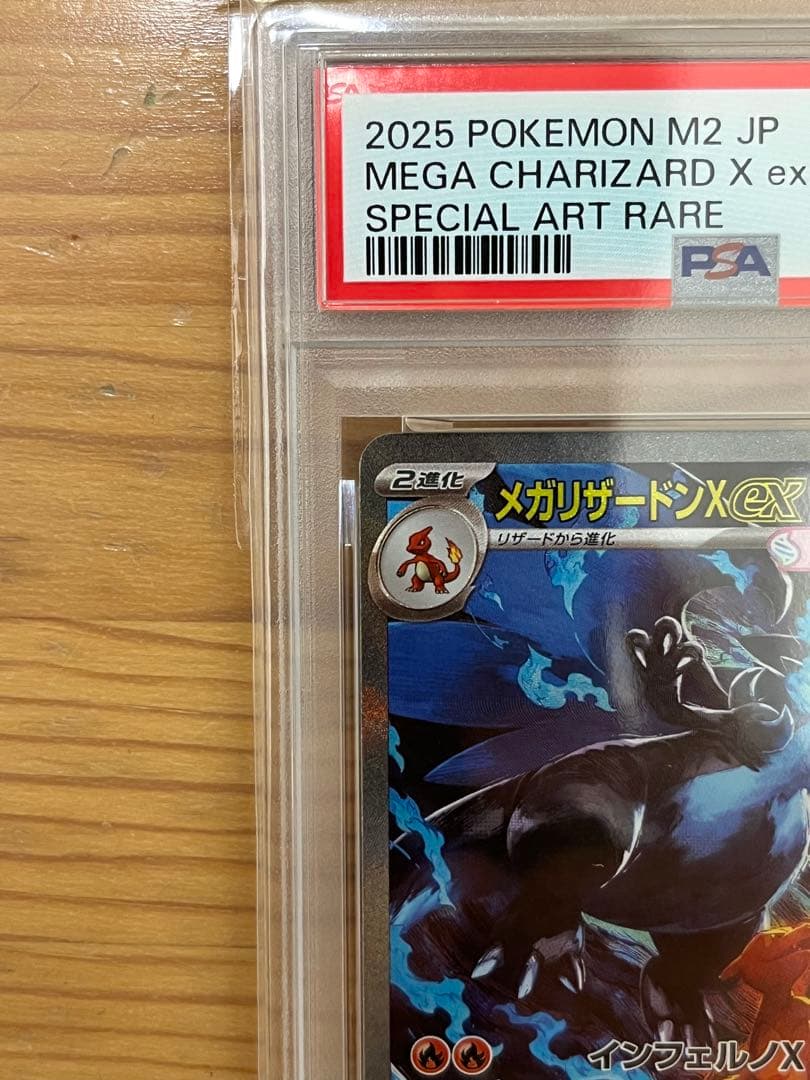 2025 POKEMON M2 JP
MEGA CHARIZARD X ex
SPECIAL ART RARE
PSA
2進化
メガリザードンXex
リザードから進化
インフェルノX